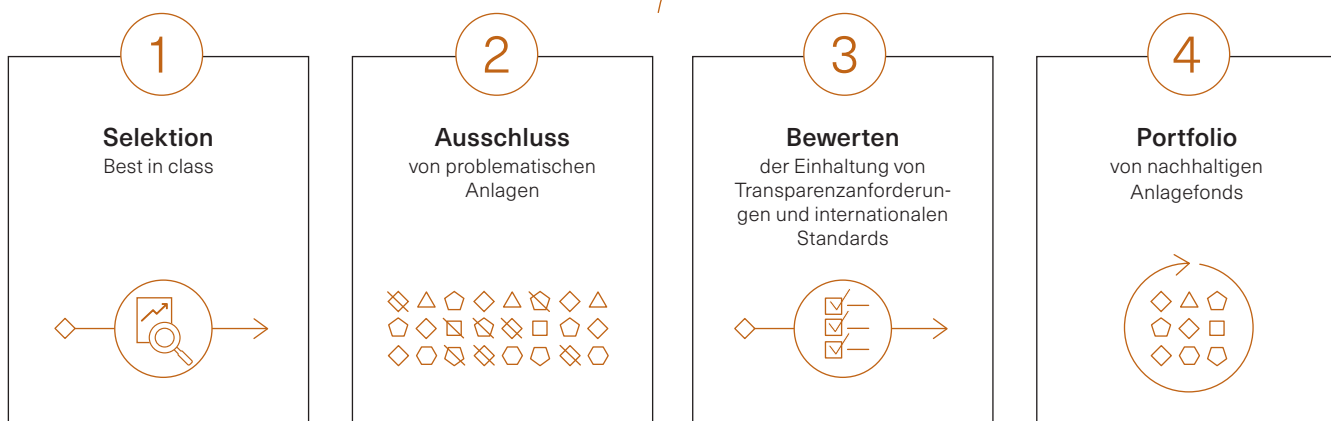 1
Selektion
Best in class
2
Ausschluss
von problematischen
Anlagen
3
Bewerten
der Einhaltung von
Transparenzanforderun-
gen und internationalen
Standards
4
Portfolio
von nachhaltigen
Anlagefonds